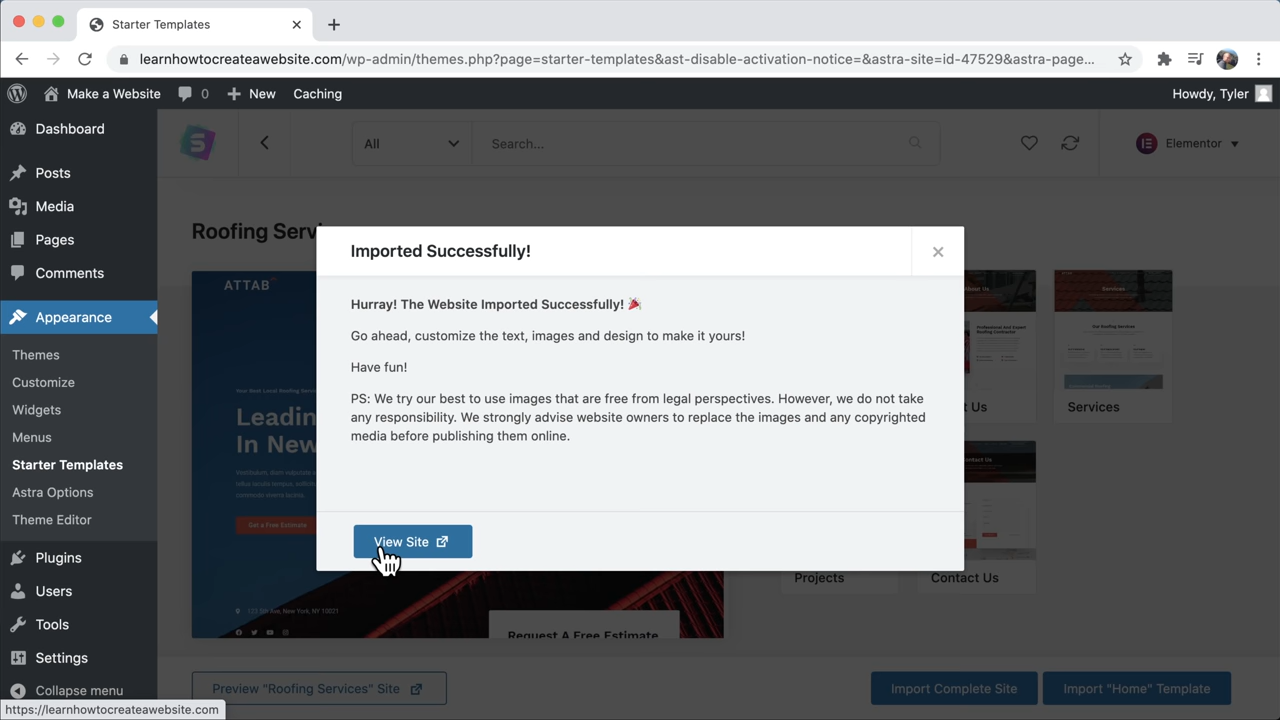 Starter Templates
learnhowtocreateawebsite.com/wp-admin/themes.php?page=starter-templates&ast-disable-activation-notice=&astra-site=id-47529&astra-page...
Make a Website
0
New
Caching
Howdy, Tyler
Dashboard
Posts
Media
Pages
Comments
Appearance
Themes
Customize
Widgets
Menus
Starter Templates
Astra Options
Theme Editor
Plugins
Users
Tools
Settings
Collapse menu
https://learnhowtocreateawebsite.com
All
Search...
Elementor
Roofing Serv
ATTAB
Leadin
In New
Get a Free Estimate
Request A Free Estimate
Imported Successfully!
Hurray! The Website Imported Successfully! 🎉
Go ahead, customize the text, images and design to make it yours!
Have fun!
PS: We try our best to use images that are free from legal perspectives. However, we do not take
any responsibility. We strongly advise website owners to replace the images and any copyrighted
media before publishing them online.
View Site
Us
Services
Services
Our Roofing Services
Projects
Contact Us
Preview "Roofing Services" Site
Import Complete Site
Import "Home" Template